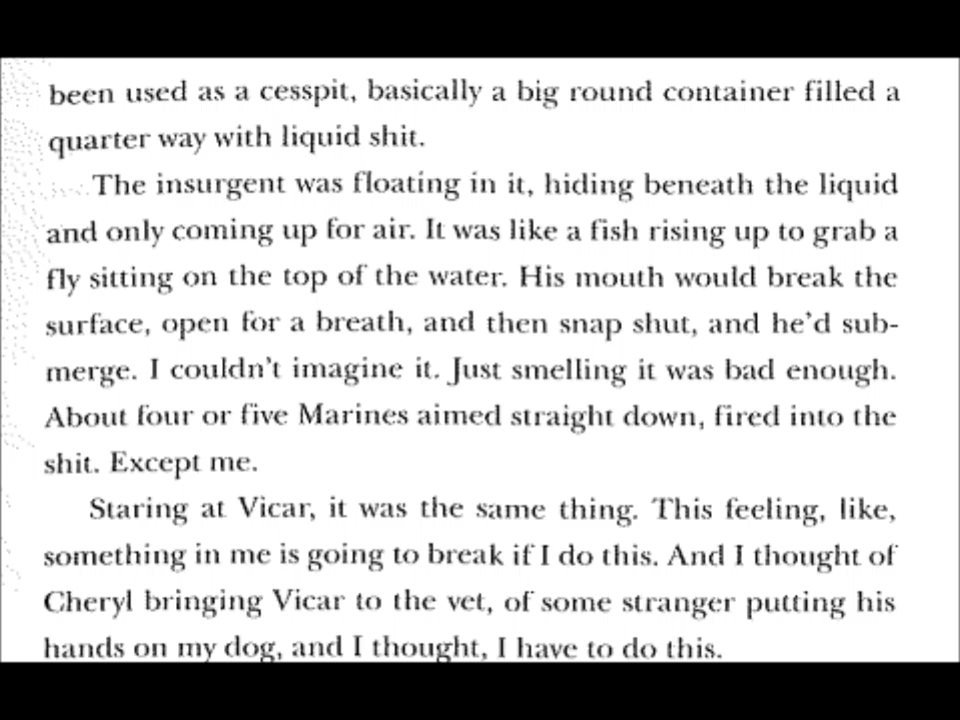 been used as a cesspit, basically a big round container filled a
quarter way with liquid shit.
The insurgent was floating in it, hiding beneath the liquid
and only coming up for air. It was like a fish rising up to grab a
fly sitting on the top of the water. His mouth would break the
surface, open for a breath, and then snap shut, and he’d sub-
merge. I couldn’t imagine it. Just smelling it was bad enough.
About four or five Marines aimed straight down, fired into the
shit. Except me.
Staring at Vicar, it was the same thing. This feeling, like,
something in me is going to break if I do this. And I thought of
Cheryl bringing Vicar to the vet, of some stranger putting his
hands on my dog, and I thought, I have to do this.